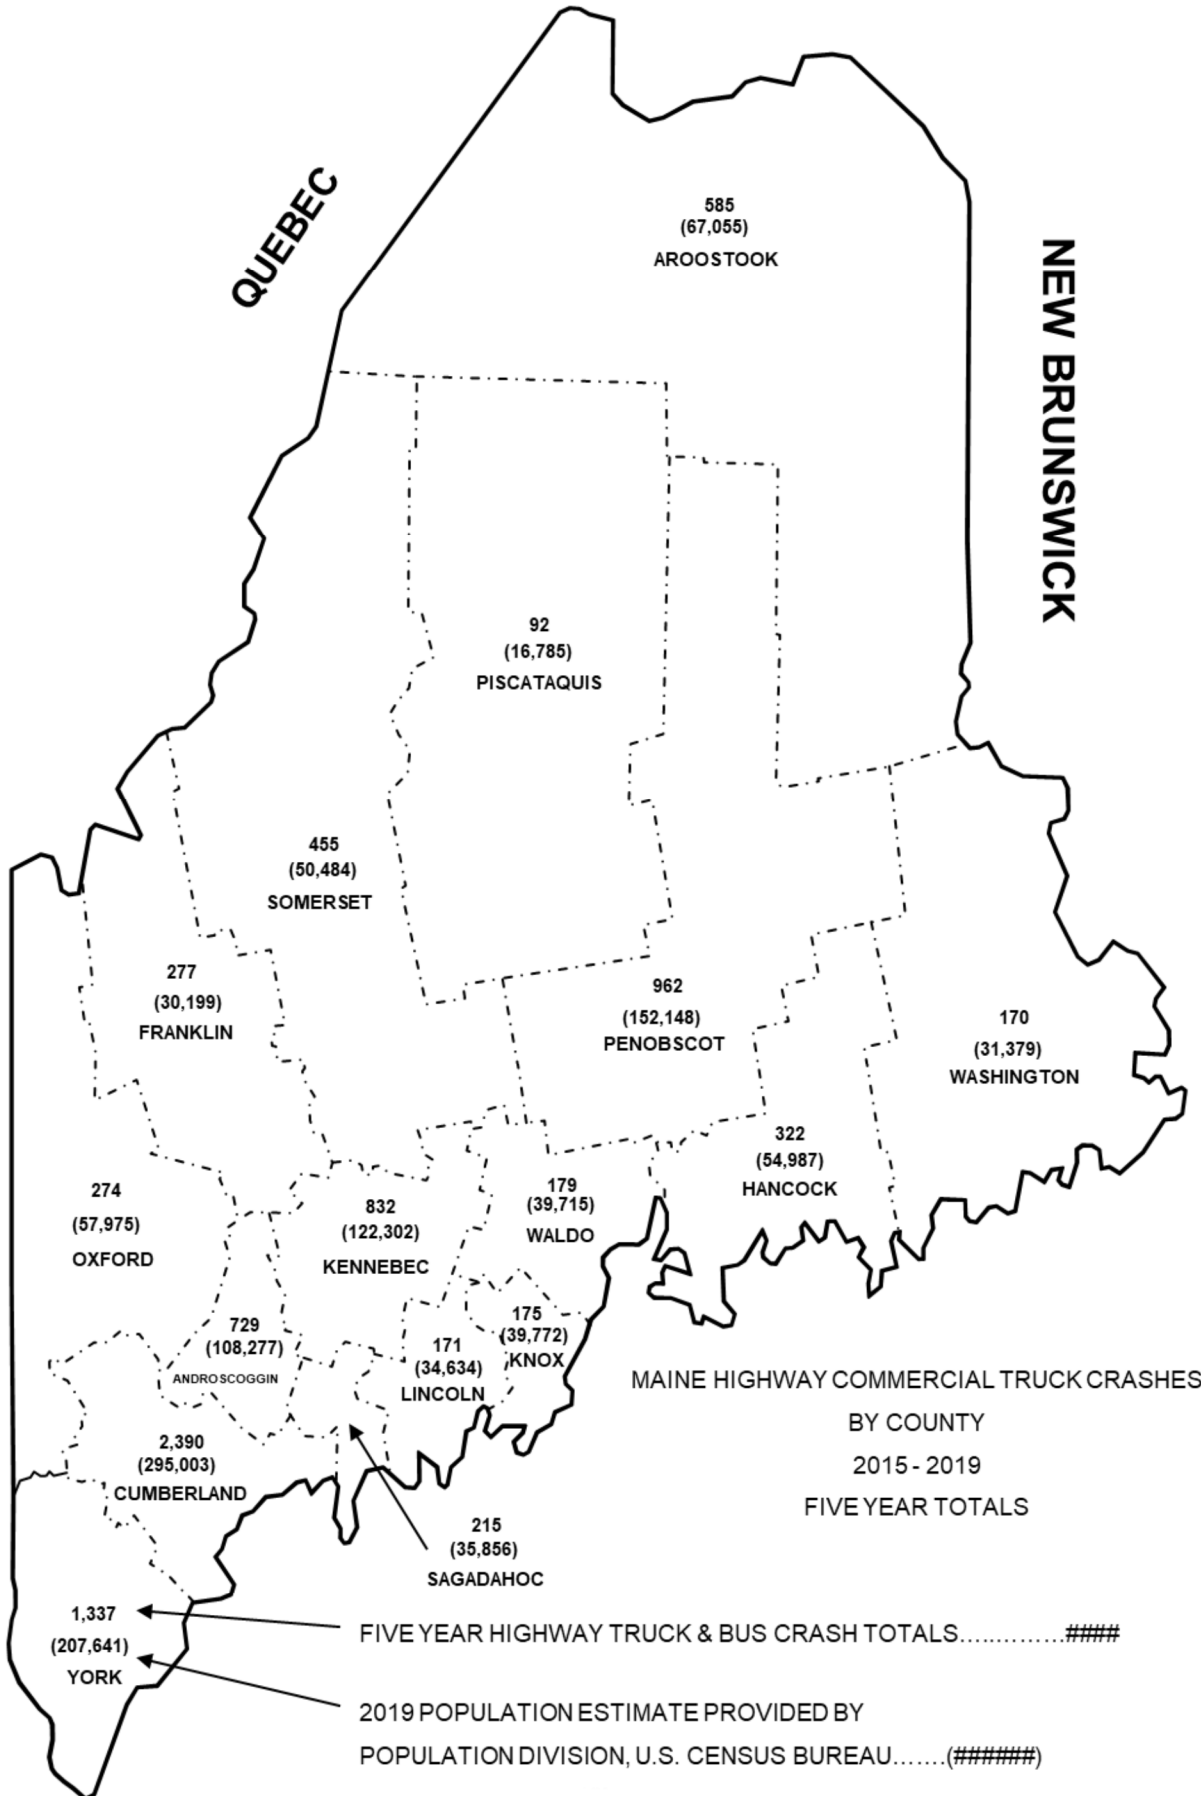 QUEBEC
NEW BRUNSWICK
585
(67,055)
AROOSTOOK
92
(16,785)
PISCATAQUIS
455
(50,484)
SOMERSET
277
(30,199)
FRANKLIN
962
(152,148)
PENOBSCOT
170
(31,379)
WASHINGTON
322
(54,987)
HANCOCK
274
(57,975)
OXFORD
832
(122,302)
KENNEBEC
179
(39,715)
WALDO
729
(108,277)
ANDROSCOGGIN
171
(34,634)
LINCOLN
175
(39,772)
KNOX
2,390
(295,003)
CUMBERLAND
215
(35,856)
SAGADAHOC
1,337
(207,641)
YORK
MAINE HIGHWAY COMMERCIAL TRUCK CRASHES
BY COUNTY
2015 - 2019
FIVE YEAR TOTALS
FIVE YEAR HIGHWAY TRUCK & BUS CRASH TOTALS..............####
2019 POPULATION ESTIMATE PROVIDED BY
POPULATION DIVISION, U.S. CENSUS BUREAU.......(######)